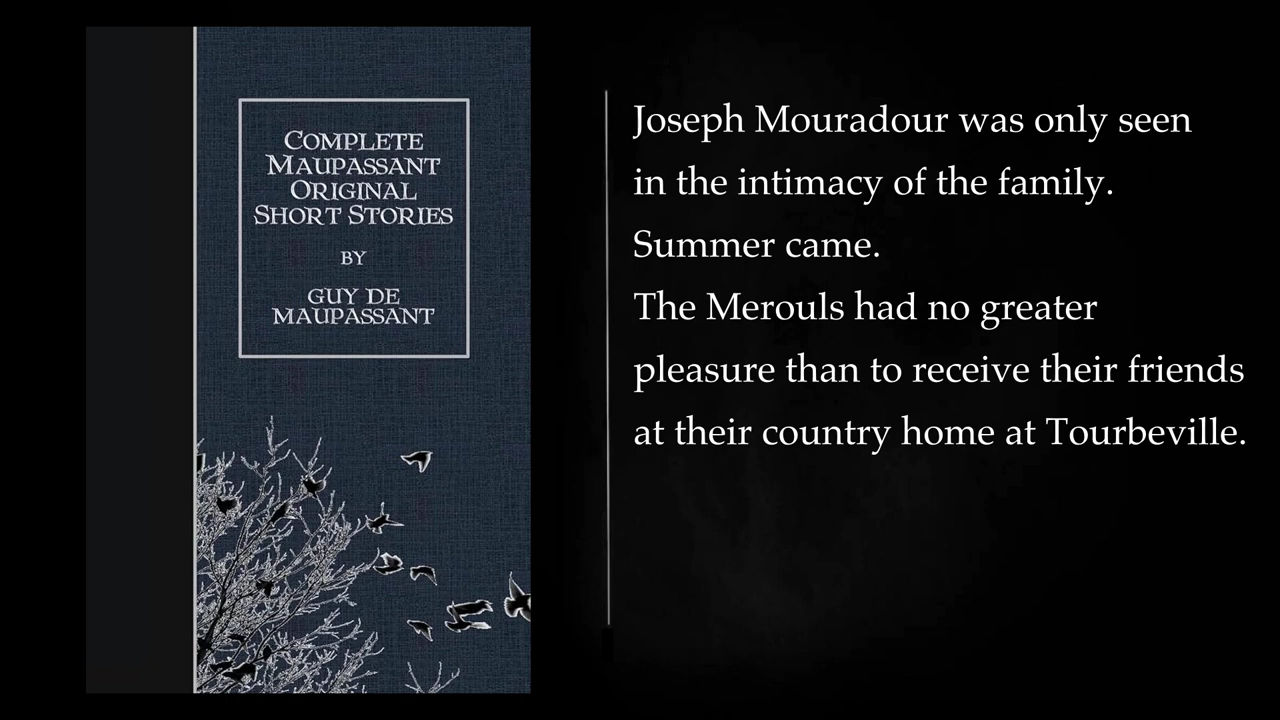 COMPLETE
MAUPASSANT
ORIGINAL
SHORT STORIES
BY
GUY DE
MAUPASSANT
Joseph Mouradour was only seen
in the intimacy of the family.
Summer came.
The Merouls had no greater
pleasure than to receive their friends
at their country home at Tourbeville.